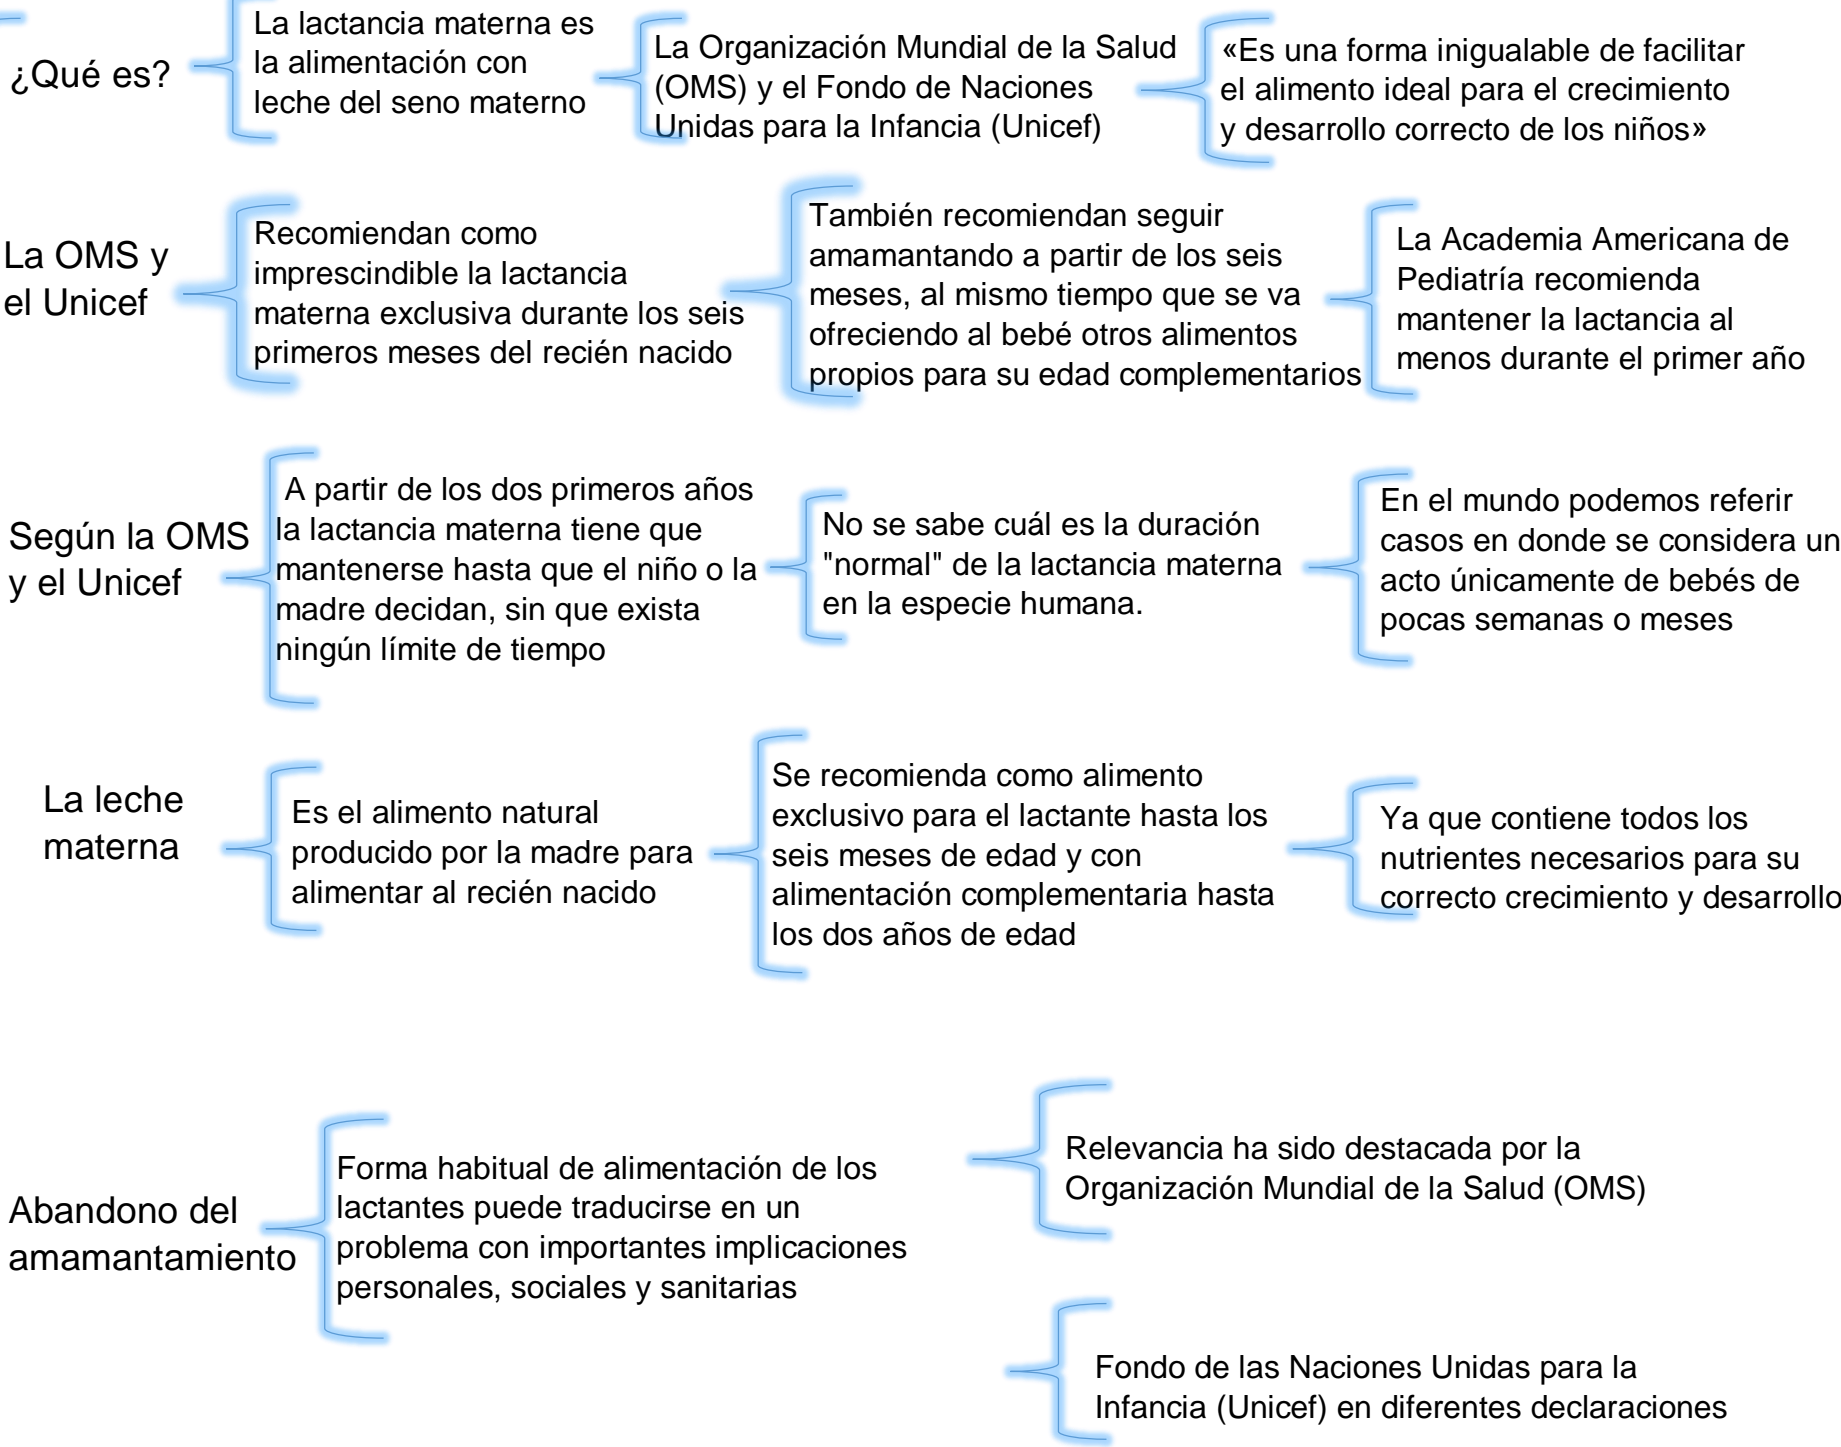 ¿Qué es?
La lactancia materna es
la alimentación con
leche del seno materno
La Organización Mundial de la Salud
(OMS) y el Fondo de Naciones
Unidas para la Infancia (Unicef)
«Es una forma inigualable de facilitar
el alimento ideal para el crecimiento
y desarrollo correcto de los niños»
La OMS y
el Unicef
Recomiendan como
imprescindible la lactancia
materna exclusiva durante los seis
primeros meses del recién nacido
También recomiendan seguir
amamantando a partir de los seis
meses, al mismo tiempo que se va
ofreciendo al bebé otros alimentos
propios para su edad complementarios
La Academia Americana de
Pediatría recomienda
mantener la lactancia al
menos durante el primer año
Según la OMS
y el Unicef
A partir de los dos primeros años
la lactancia materna tiene que
mantenerse hasta que el niño o la
madre decidan, sin que exista
ningún límite de tiempo
No se sabe cuál es la duración
"normal" de la lactancia materna
en la especie humana.
En el mundo podemos referir
casos en donde se considera un
acto únicamente de bebés de
pocas semanas o meses
La leche
materna
Es el alimento natural
producido por la madre para
alimentar al recién nacido
Se recomienda como alimento
exclusivo para el lactante hasta los
seis meses de edad y con
alimentación complementaria hasta
los dos años de edad
Ya que contiene todos los
nutrientes necesarios para su
correcto crecimiento y desarrollo
Abandono del
amamantamiento
Forma habitual de alimentación de los
lactantes puede traducirse en un
problema con importantes implicaciones
personales, sociales y sanitarias
Relevancia ha sido destacada por la
Organización Mundial de la Salud (OMS)
Fondo de las Naciones Unidas para la
Infancia (Unicef) en diferentes declaraciones